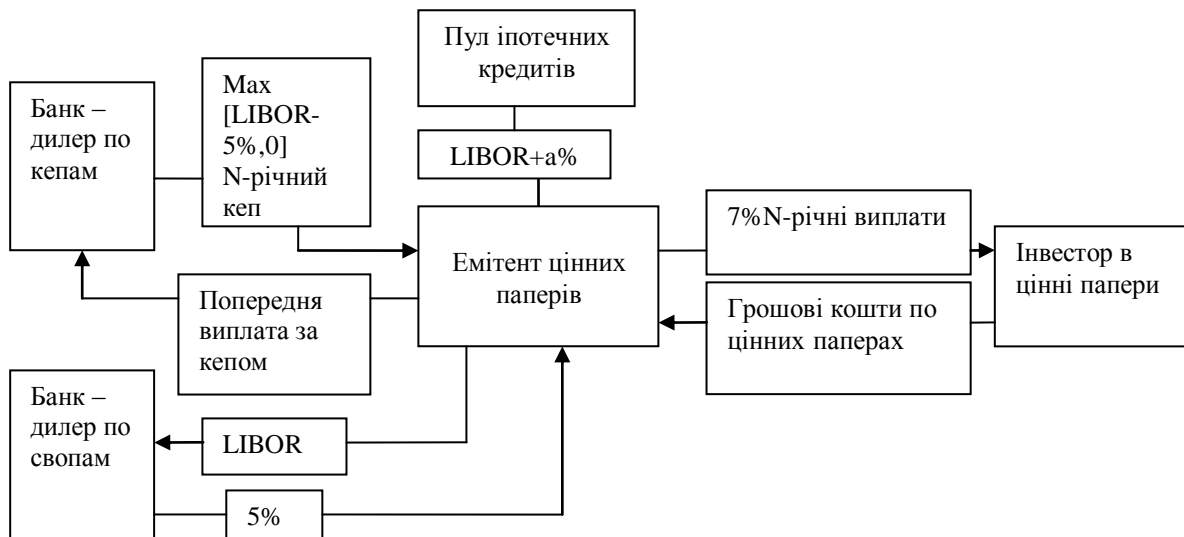 Пул іпотечних
кредитів
Банк –
дилер по
кепам
Max
[LIBOR-
5%,0]
N-річний
кеп
LIBOR+a%
7%N-річні виплати
Емітент цінних
паперів
Інвестор в
цінні папери
Попередня
виплата за
кепом
Грошові кошти по
цінних паперах
Банк –
дилер по
свопам
LIBOR
5%